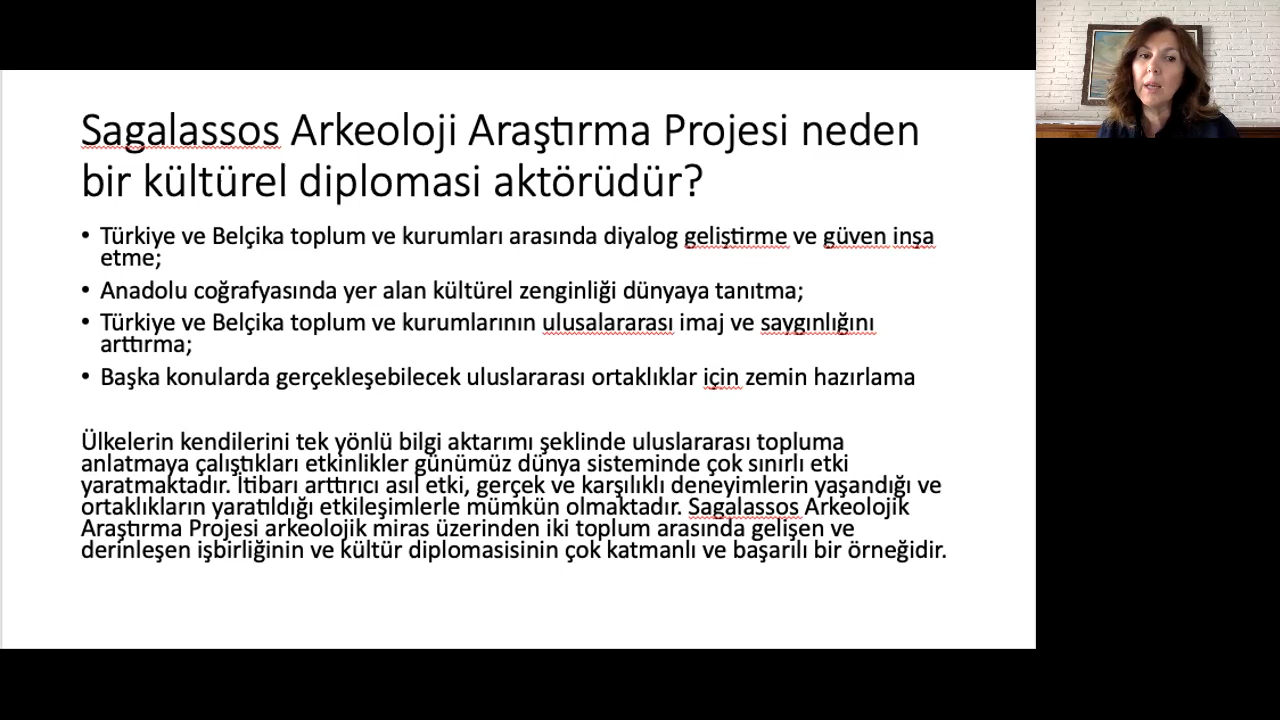 Sagalassos Arkeoloji Araştırma Projesi neden
bir kültürel diplomasi aktörüdür?
• Türkiye ve Belçika toplum ve kurumları arasında diyalog geliştirme ve güven inşa
etme;
• Anadolu coğrafyasında yer alan kültürel zenginliği dünyaya tanıtma;
• Türkiye ve Belçika toplum ve kurumlarının ulusalararası imaj ve saygınlığını
arttırma;
• Başka konularda gerçekleşebilecek uluslararası ortaklıklar için zemin hazırlama
Ülkelerin kendilerini tek yönlü bilgi aktarımı şeklinde uluslararası topluma
anlatmaya çalıştıkları etkinlikler günümüz dünya sisteminde çok sınırlı etki
yaratmaktadır. İtibarı arttırıcı asıl etki, gerçek ve karşılıklı deneyimlerin yaşandığı ve
ortaklıkların yaratıldığı etkileşimlerle mümkün olmaktadır. Sagalassos Arkeolojik
Araştırma Projesi arkeolojik miras üzerinden iki toplum arasında gelişen ve
derinleşen işbirliğinin ve kültür diplomasisinin çok katmanlı ve başarılı bir örneğidir.